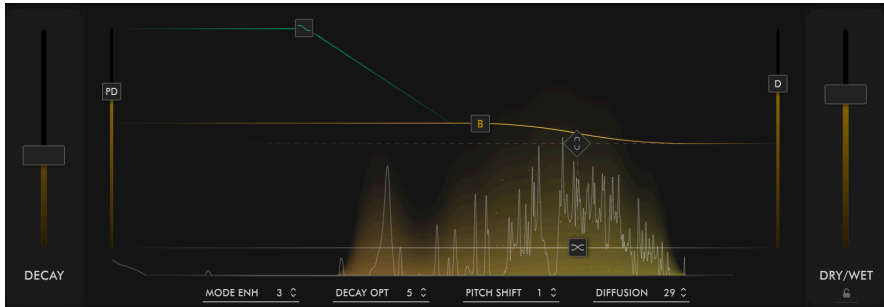 PD
D
B
DECAY
DRY/WET
MODE ENH 3
DECAY OPT 5
PITCH SHIFT 1
DIFFUSION 29